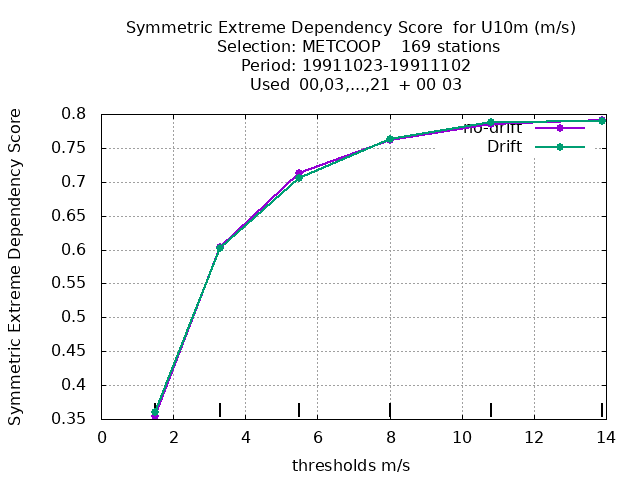 Symmetric Extreme Dependency Score  for U10m (m/s)
Selection: METCOOP    169 stations
Period: 19911023-19911102
Used  00,03,...,21  + 00 03
Symmetric Extreme Dependency Score
0.8
0.75
0.7
0.65
0.6
0.55
0.5
0.45
0.4
0.35
no-drift
Drift
0 2 4 6 8 10 12 14
thresholds m/s